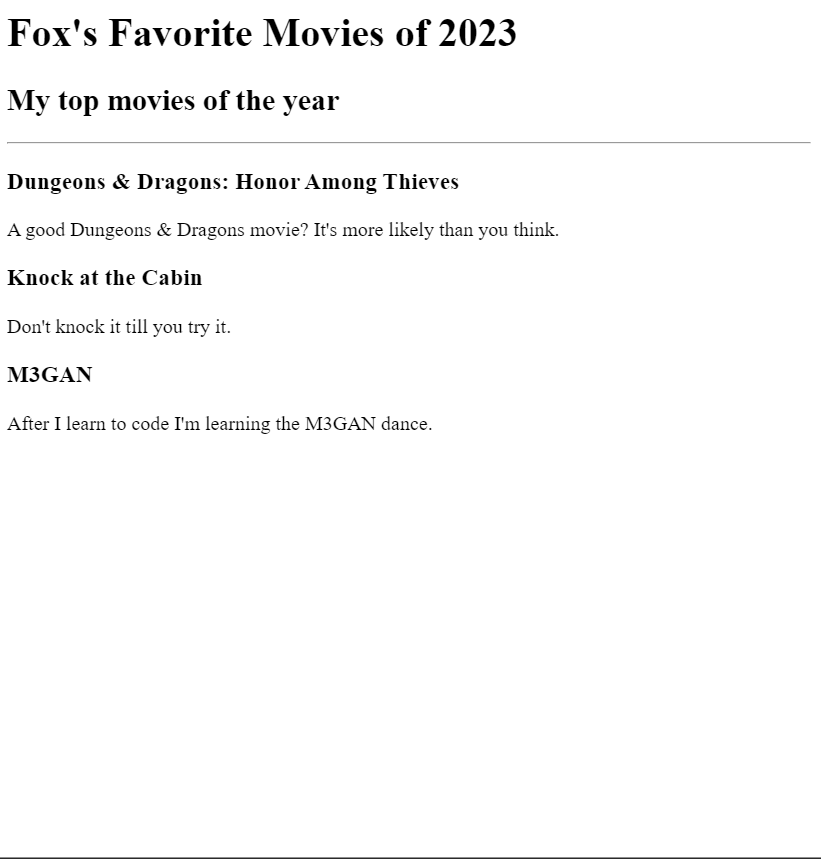 Fox's Favorite Movies of 2023
My top movies of the year
Dungeons & Dragons: Honor Among Thieves
A good Dungeons & Dragons movie? It's more likely than you think.
Knock at the Cabin
Don't knock it till you try it.
M3GAN
After I learn to code I'm learning the M3GAN dance.